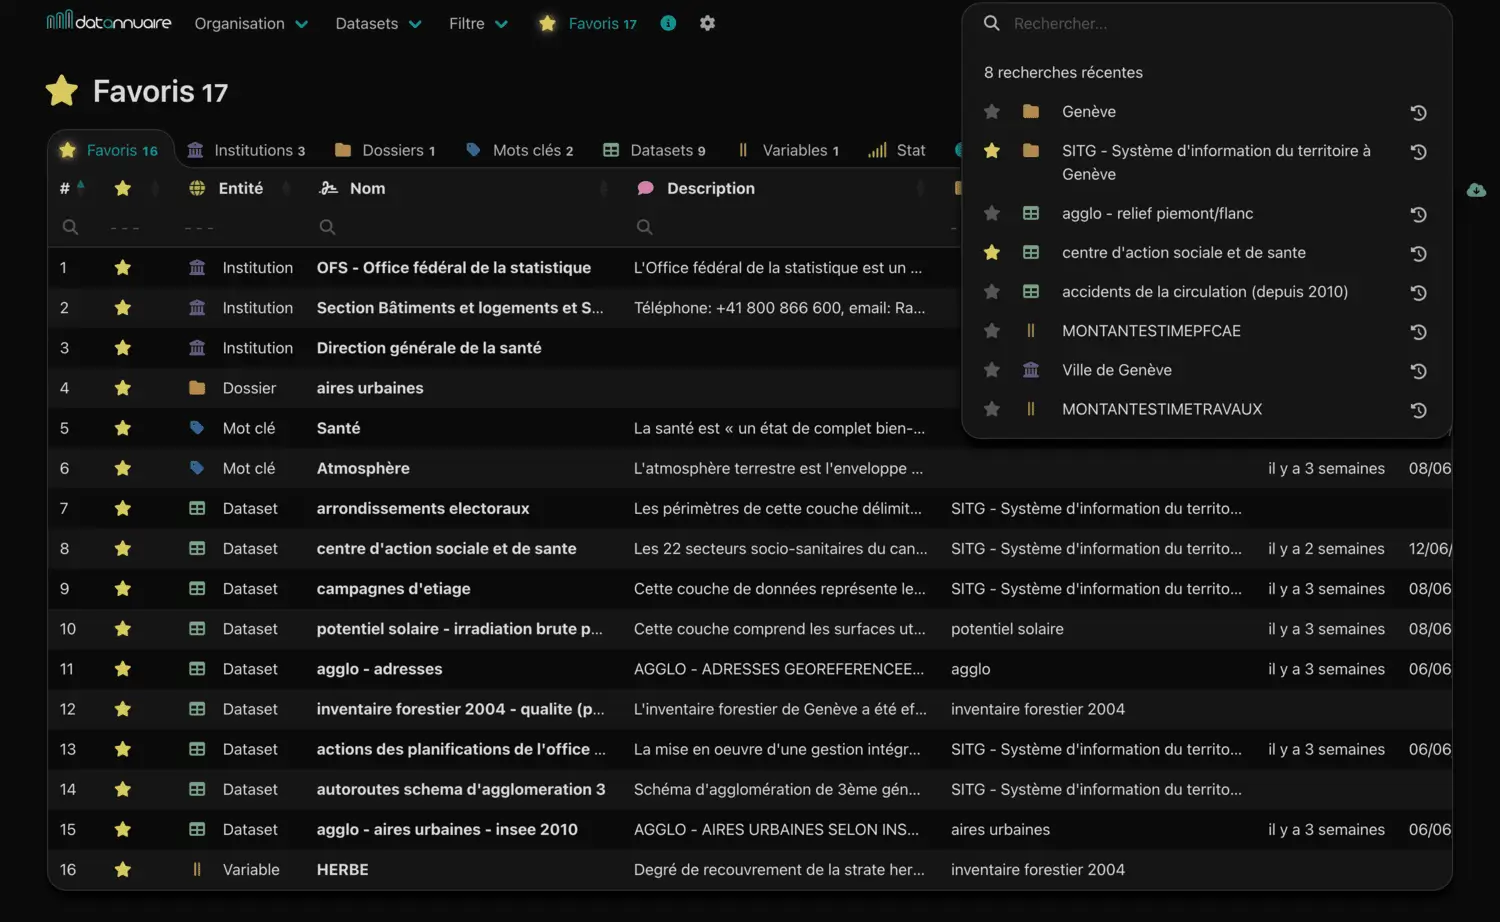 datannuaire Organisation Datasets Filtre Favoris 17
Rechercher...
Favoris 17
8 recherches récentes
Genève
SITG - Système d'information du territoire à
Genève
agglo - relief piemont/flanc
centre d'action sociale et de sante
accidents de la circulation (depuis 2010)
MONTANTESTIMEPFCAE
Ville de Genève
MONTANTESTIMETRAVAUX
Favoris 16 Institutions 3 Dossiers 1 Mots clés 2 Datasets 9 Variables 1 Stat
# Entité Nom Description
1 Institution OFS - Office fédéral de la statistique L'Office fédéral de la statistique est un ...
2 Institution Section Bâtiments et logements et S... Téléphone: +41 800 866 600, email: Ra...
3 Institution Direction générale de la santé
4 Dossier aires urbaines
5 Mot clé Santé La santé est « un état de complet bien-...
6 Mot clé Atmosphère L'atmosphère terrestre est l'enveloppe ... il y a 3 semaines 08/06
7 Dataset arrondissements electoraux Les périmètres de cette couche délimit... SITG - Système d'information du territo...
8 Dataset centre d'action sociale et de sante Les 22 secteurs socio-sanitaires du can... SITG - Système d'information du territo... il y a 2 semaines 12/06/
9 Dataset campagnes d'etiage Cette couche de données représente le... SITG - Système d'information du territo... il y a 3 semaines 08/06
10 Dataset potentiel solaire - irradiation brute p... Cette couche comprend les surfaces ut... potentiel solaire il y a 3 semaines 08/06
11 Dataset agglo - adresses AGGLO - ADRESSES GEOREFERENCEE... agglo il y a 3 semaines 06/06
12 Dataset inventaire forestier 2004 - qualite (p... L'inventaire forestier de Genève a été ef... inventaire forestier 2004
13 Dataset actions des planifications de l'office ... La mise en oeuvre d'une gestion intégr... SITG - Système d'information du territo... il y a 3 semaines 06/06
14 Dataset autoroutes schema d'agglomeration 3 Schéma d'agglomération de 3ème gén... SITG - Système d'information du territo...
15 Dataset agglo - aires urbaines - insee 2010 AGGLO - AIRES URBAINES SELON INS... aires urbaines il y a 3 semaines 06/06
16 Variable HERBE Degré de recouvrement de la strate her... inventaire forestier 2004